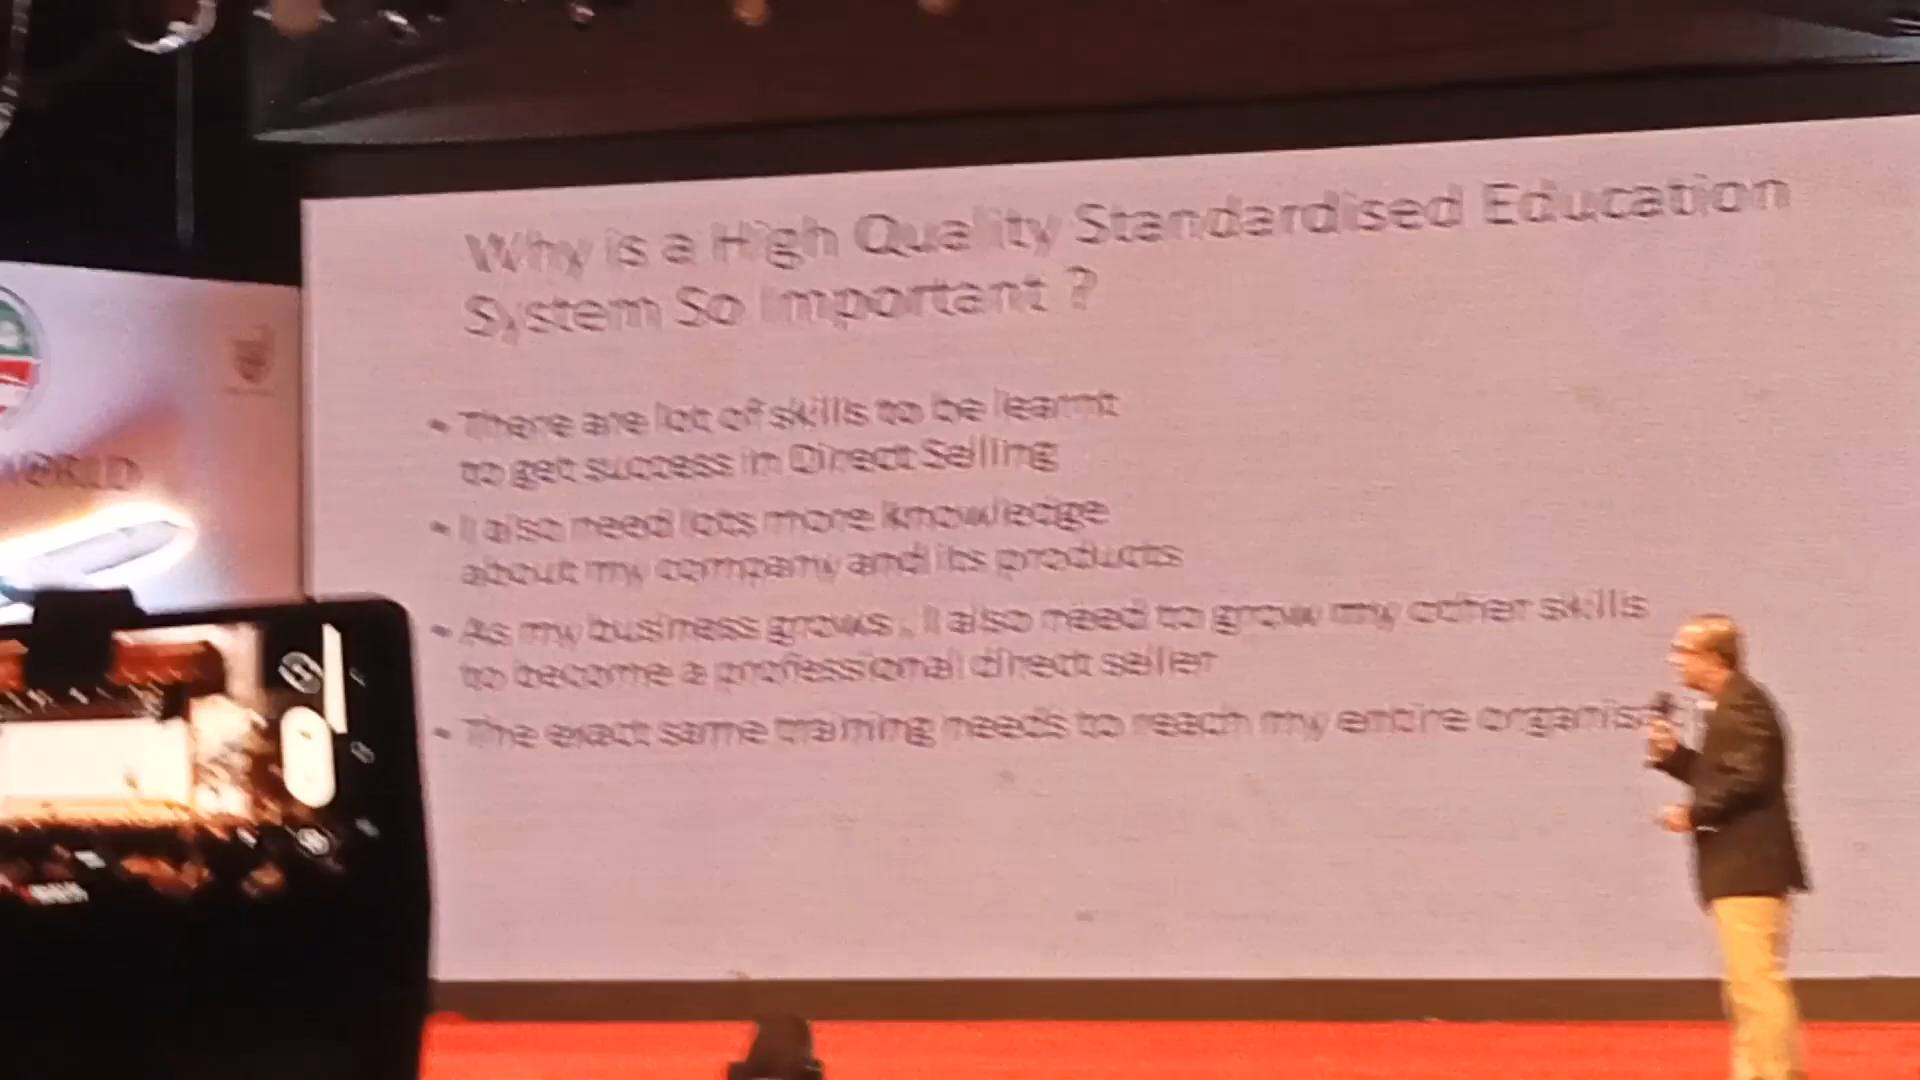 Why is a High Quality Standardised Education
System So Important ?
• There are lot of skills to be learnt
to get success in Direct Selling
• I also need lots more knowledge
about my company and its products
• As my business grows, I also need to grow my other skills
to become a professional direct seller
• The exact same training needs to reach my entire
WORLD